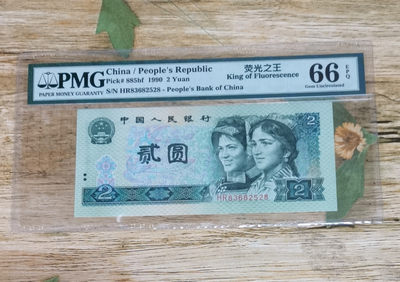 PMG
PAPER MONEY GUARANTY
China / People's Republic
Pick# 885bf 1990 2 Yuan
S/N HR83682528 - People's Bank of China
荧光之王
King of Fluorescence
66 EPQ
Gem Uncirculated
中国人民银行
贰圆
2
2
HR83682528